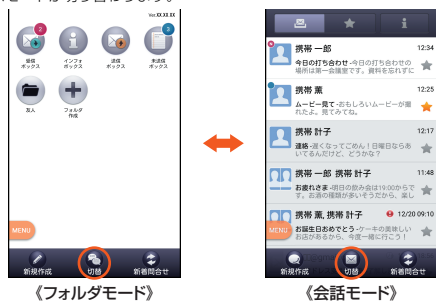 Ver.XX.XX.XX
2
3
受信
ボックス
インフォ
ボックス
送信
ボックス
未送信
ボックス
友人
フォルダ
作成
MENU
新規作成
切替
新着問合せ
《フォルダモード》
携帯 一郎
12:34
今日の打ち合わせ-今日の打ち合わせの
場所は第一会議室です。資料を忘れずに
携帯 薫
12:25
ムービー見て-おもしろいムービーが撮
れたよ。見てみてね。
携帯 計子
12:17
連絡-遅くなってごめん！日曜日ならあ
いてるんだけど、どうかな？
携帯 一郎 携帯 計子
11:48
お疲れさま-明日の飲み会は19:00からで
す。お酒の種類が多いそうだから、楽し
携帯 薫, 携帯 計子
12/20 09:10
お誕生日おめでとう-ケーキの美味しい
お店があるから、今度一緒に行こう！
MENU
新規作成
切替
新着問合せ
《会話モード》